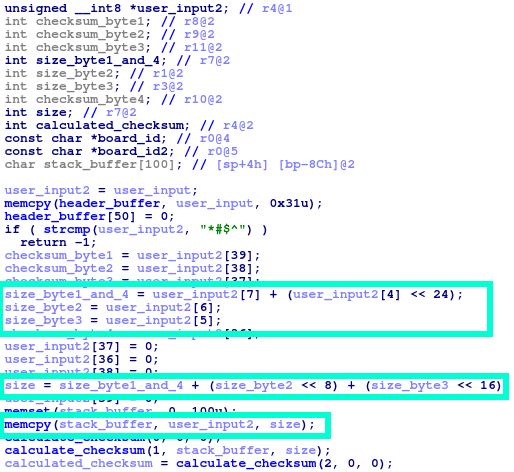 unsigned __int8 *user_input2; // r4@1
int checksum_byte1; // r8@2
int checksum_byte2; // r9@2
int checksum_byte3; // r11@2
int size_byte1_and_4; // r7@2
int size_byte2; // r1@2
int size_byte3; // r3@2
int checksum_byte4; // r10@2
int size; // r7@2
int calculated_checksum; // r4@2
const char *board_id; // r0@4
const char *board_id2; // r0@5
char stack_buffer[100]; // [sp+4h] [bp-8Ch]@2
user_input2 = user_input;
memcpy(header_buffer, user_input, 0x31u);
header_buffer[50] = 0;
if ( strcmp(user_input2, "*#$^") )
return -1;
checksum_byte1 = user_input2[39];
checksum_byte2 = user_input2[38];
checksum_byte3 = user_input2[37];
size_byte1_and_4 = user_input2[7] + (user_input2[4] << 24);
size_byte2 = user_input2[6];
size_byte3 = user_input2[5];
user_input2[37] = 0;
user_input2[36] = 0;
user_input2[38] = 0;
size = size_byte1_and_4 + (size_byte2 << 8) + (size_byte3 << 16)
memset(stack_buffer, 0, 100u);
memcpy(stack_buffer, user_input2, size);
calculate_checksum(0, 0, 0);
calculate_checksum(1, stack_buffer, size);
calculated_checksum = calculate_checksum(2, 0, 0);